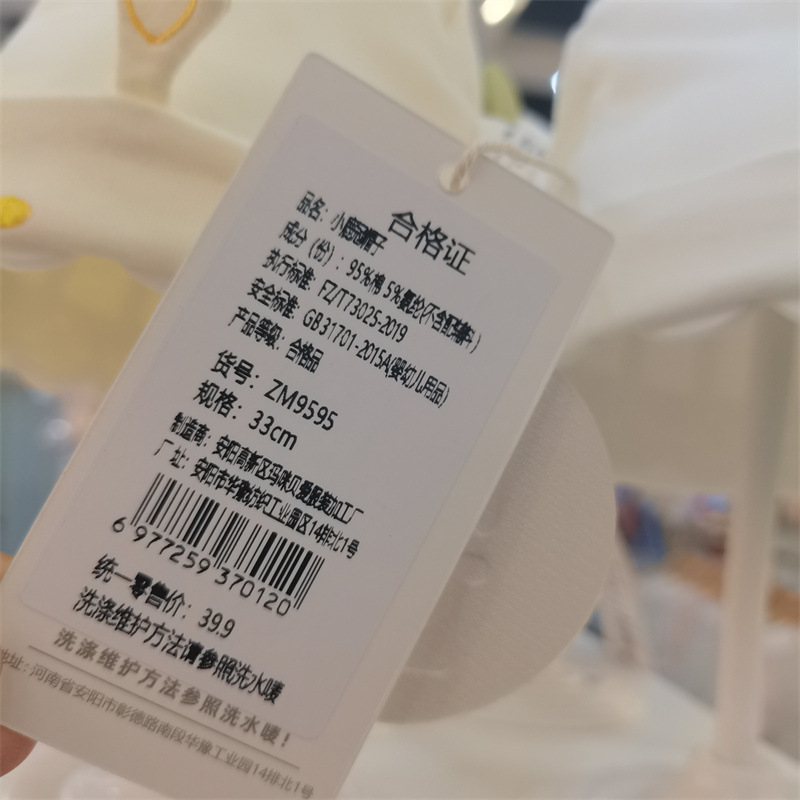 合格证
品名: 小鹿帽子
成分（份）: 95%棉 5%氨纶(不含配辅件)
执行标准: FZ/T73025-2019
安全标准: GB31701-2015A(婴幼儿用品)
产品等级: 合格品
货号: ZM9595
规格: 33cm
制造商: 安阳高新区玛咪贝爱服装加工厂
厂 址: 安阳市华豫纺织工业园区14排北1号
6 977259 370120
统一零售价: 39.9
洗涤维护方法请参照洗水唛
洗涤维护方法参照洗水唛!
地址: 河南省安阳市彰德路南段华豫工业园14排北1号